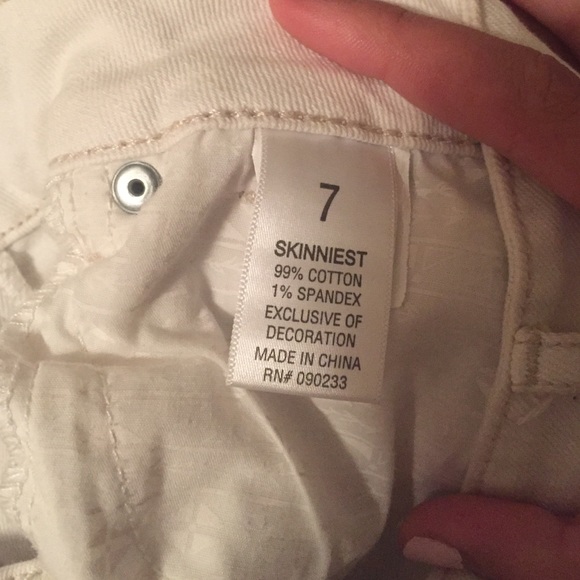 7
SKINNIEST
99% COTTON
1% SPANDEX
EXCLUSIVE OF
DECORATION
MADE IN CHINA
RN# 090233